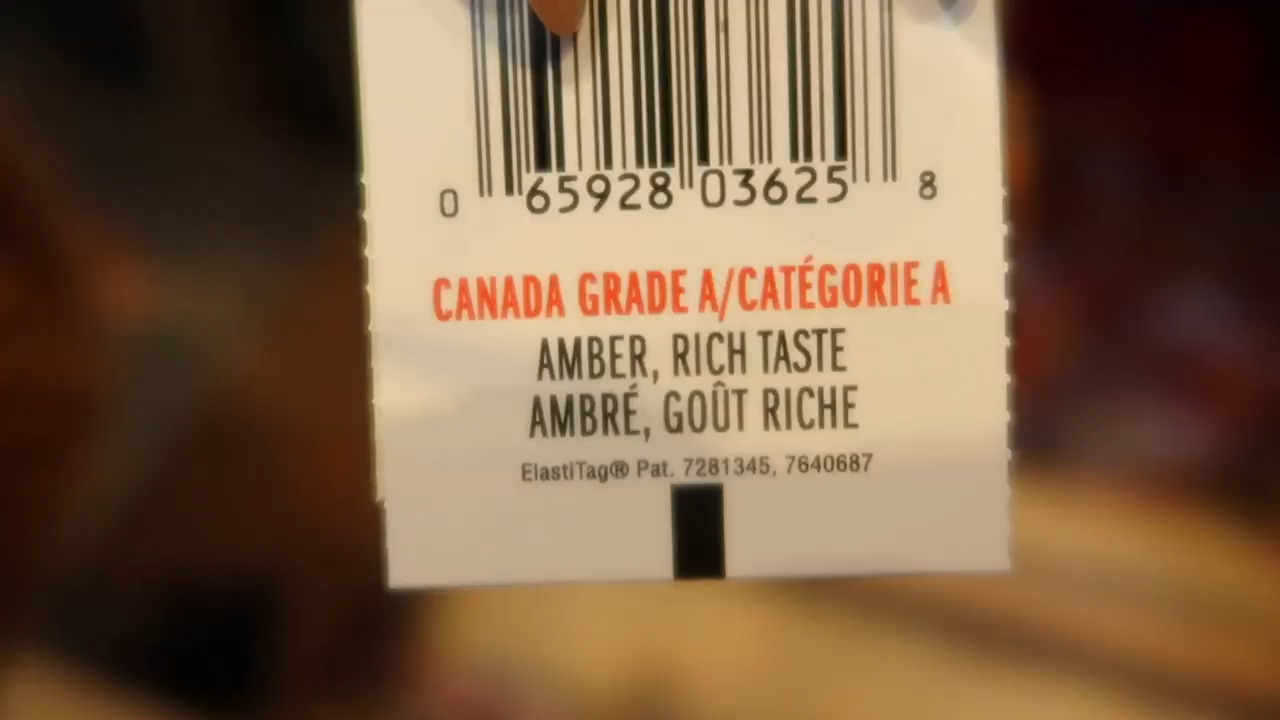 0 65928 03625 8
CANADA GRADE A/CATÉGORIE A
AMBER, RICH TASTE
AMBRÉ, GOÛT RICHE
ElastiTag® Pat. 7281345, 7640687